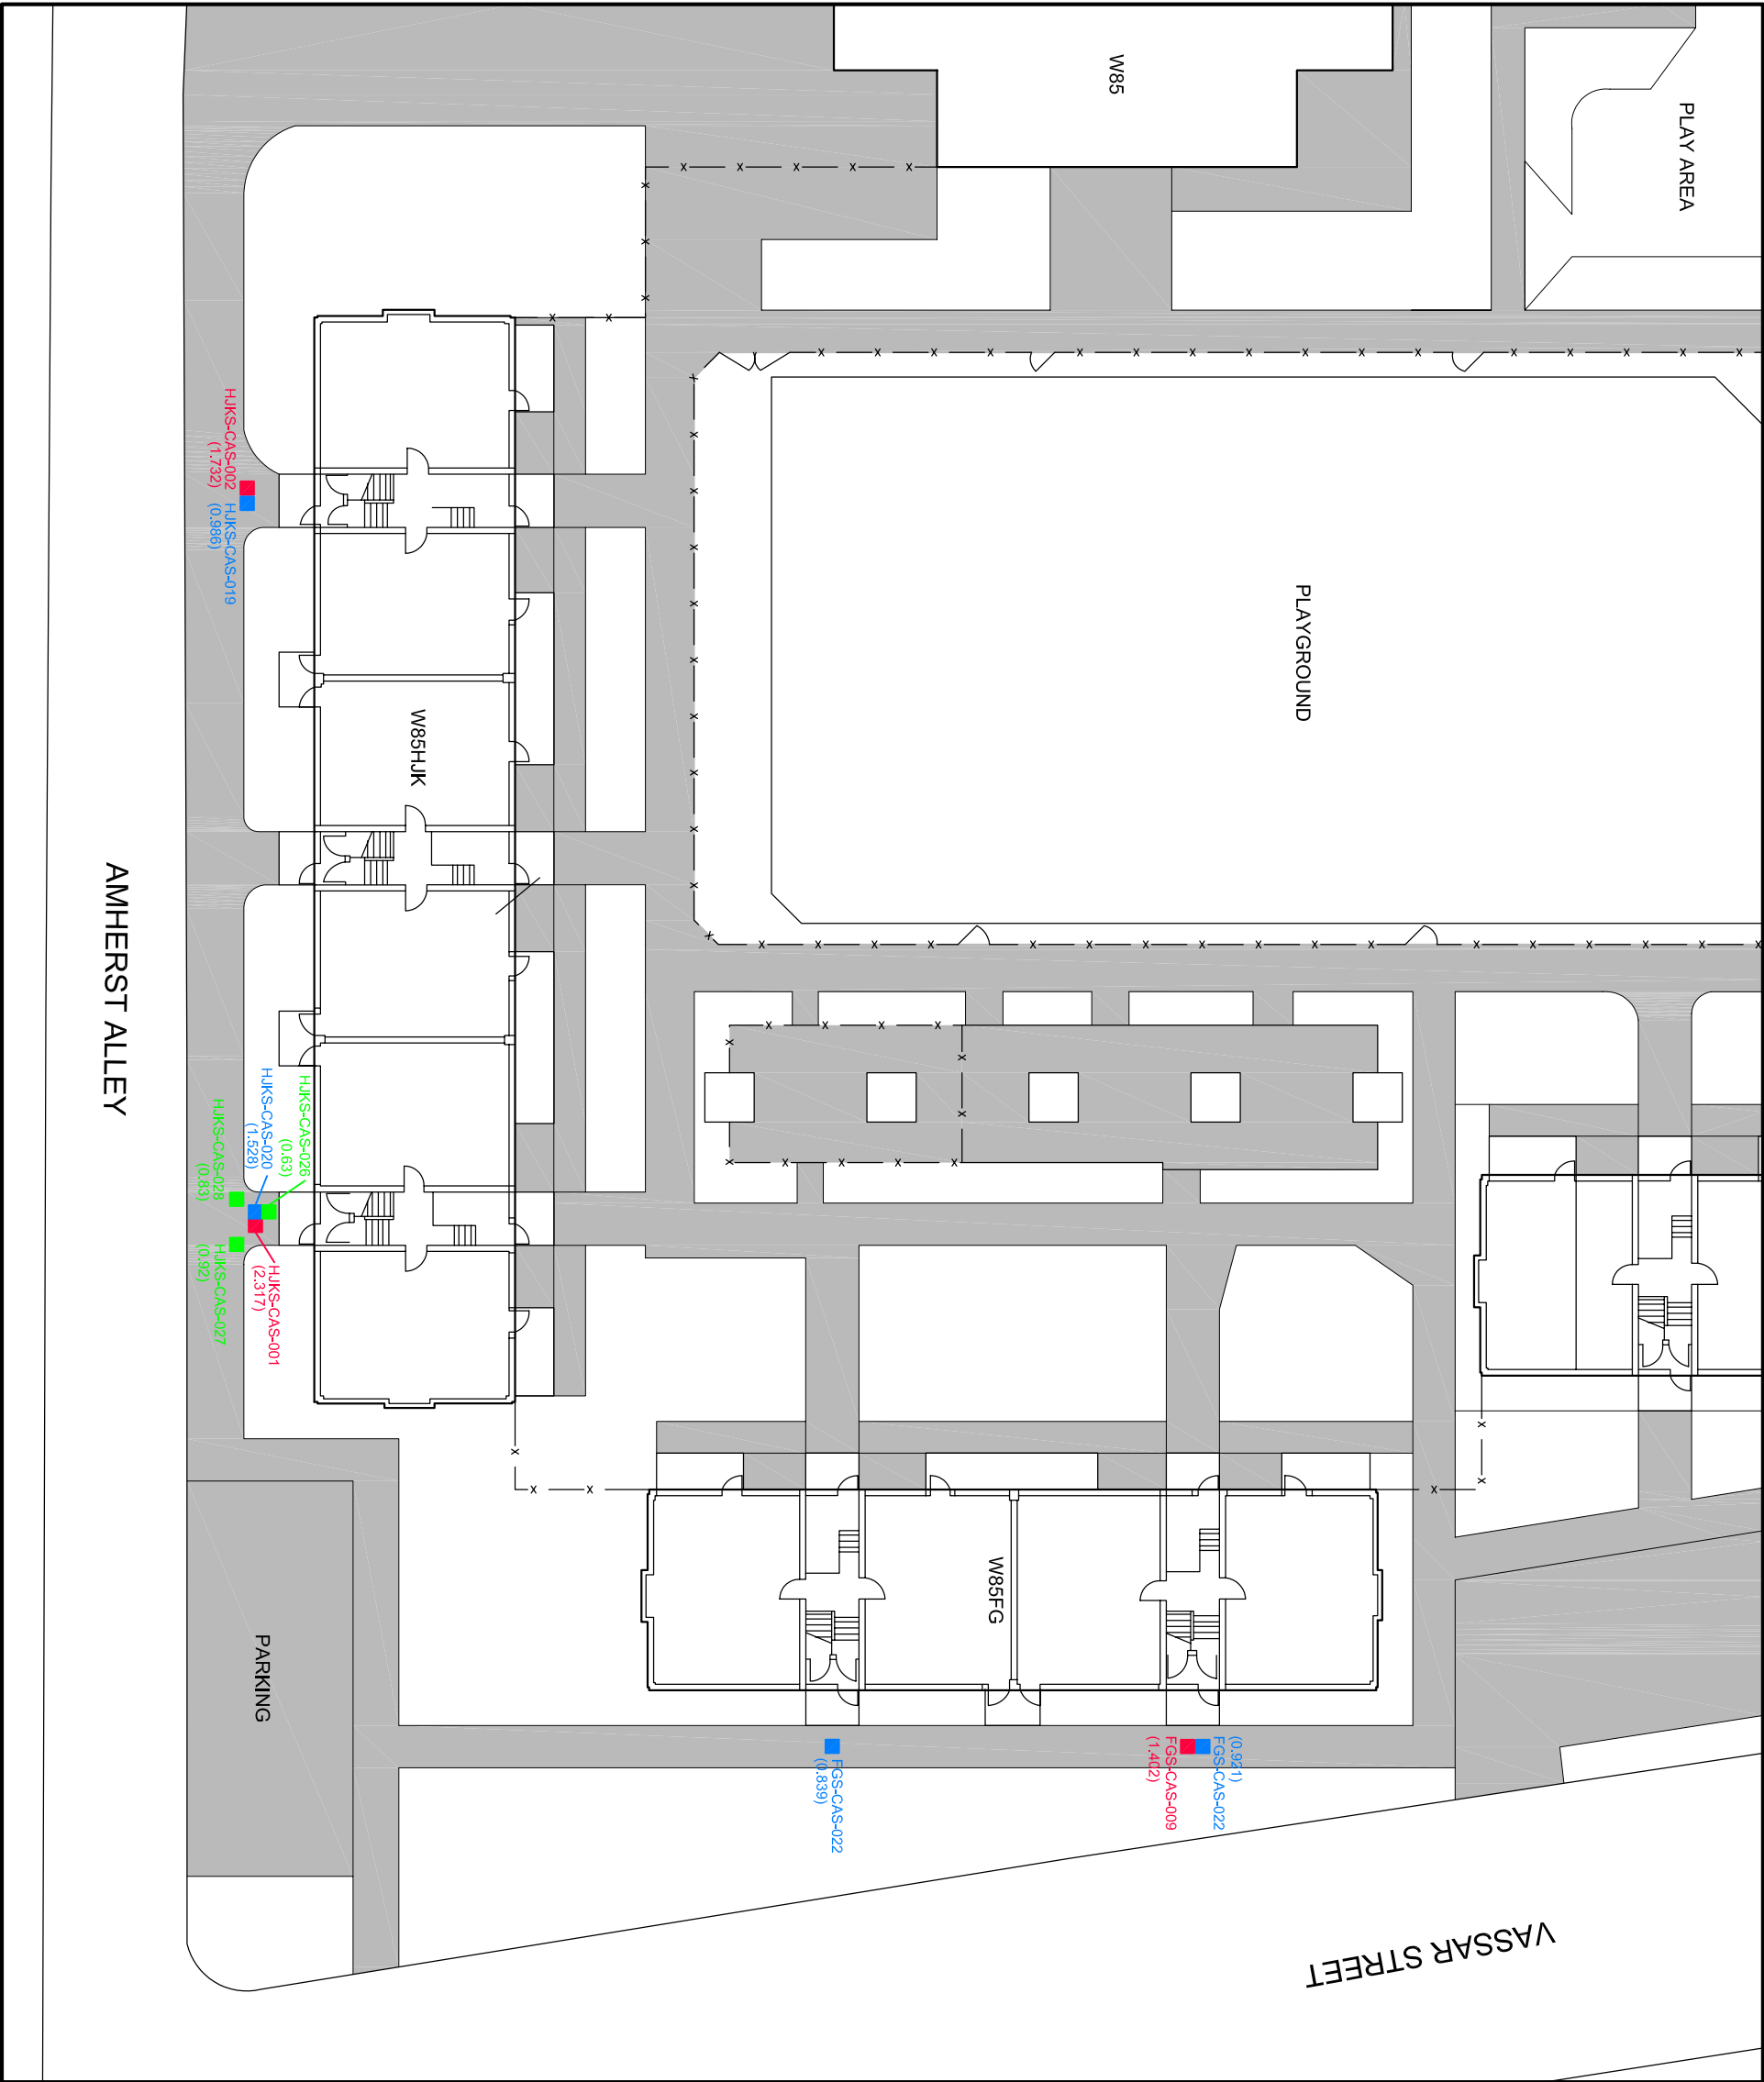 PLAY AREA
W85
PLAYGROUND
W85HJK
HJKS-CAS-002
(1.732)
HJKS-CAS-019
(0.986)
AMHERST ALLEY
HJKS-CAS-026
(0.63)
HJKS-CAS-020
(1.528)
HJKS-CAS-028
(0.83)
HJKS-CAS-001
(2.317)
HJKS-CAS-027
(0.92)
W85FG
PARKING
(0.921)
FGS-CAS-022
FGS-CAS-009
(1.402)
FGS-CAS-022
(0.839)
VASSAR STREET